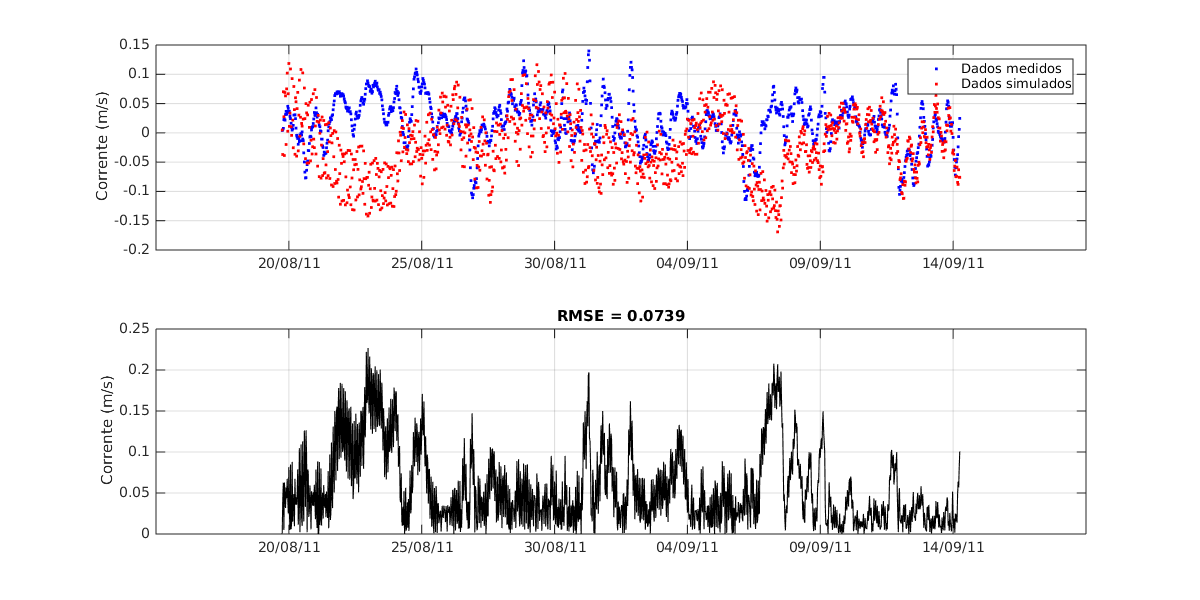 0.15
0.1
0.05
0
-0.05
-0.1
-0.15
-0.2
Corrente (m/s)
Dados medidos
Dados simulados
20/08/11 25/08/11 30/08/11 04/09/11 09/09/11 14/09/11
RMSE = 0.0739
0.25
0.2
0.15
0.1
0.05
0
Corrente (m/s)
20/08/11 25/08/11 30/08/11 04/09/11 09/09/11 14/09/11